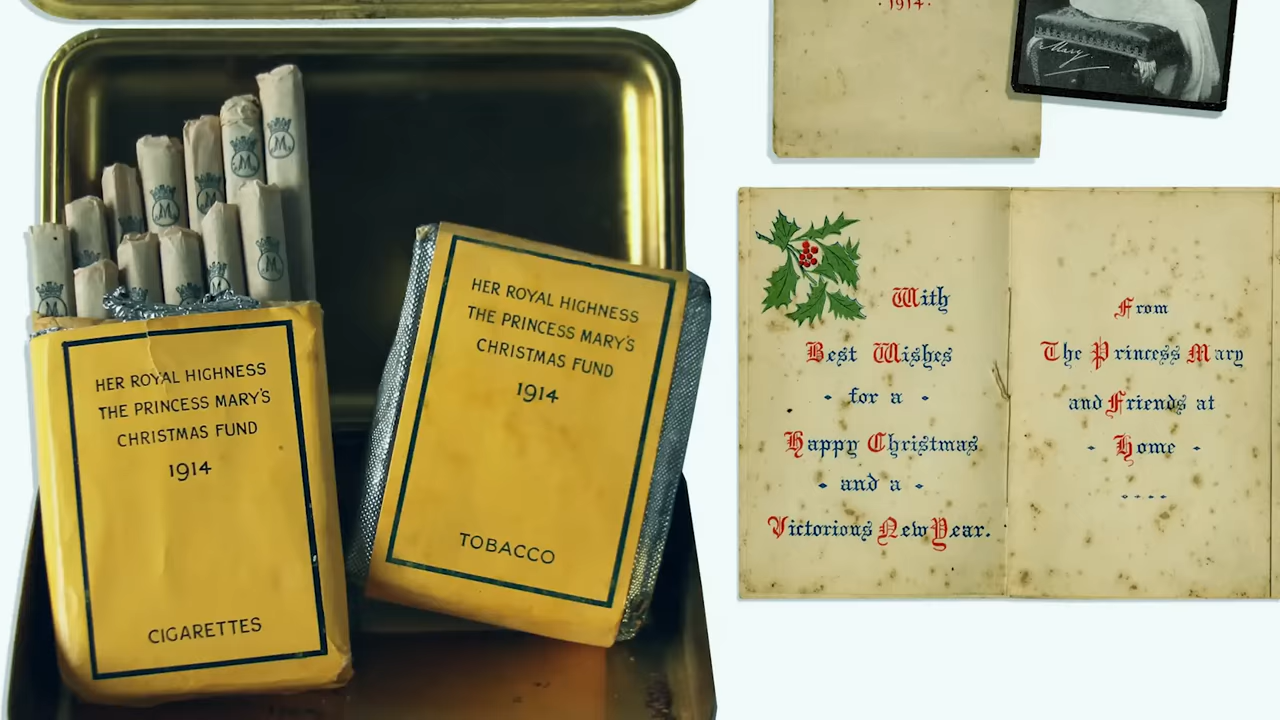 HER ROYAL HIGHNESS
THE PRINCESS MARY'S
CHRISTMAS FUND
1914
CIGARETTES
HER ROYAL HIGHNESS
THE PRINCESS MARY'S
CHRISTMAS FUND
1914
TOBACCO
· 1914 ·
Mary
With
Best Wishes
for a
Happy Christmas
and a
Victorious New Year.
From
The Princess Mary
and Friends at
Home
M
M
M
M
M
M
M
M